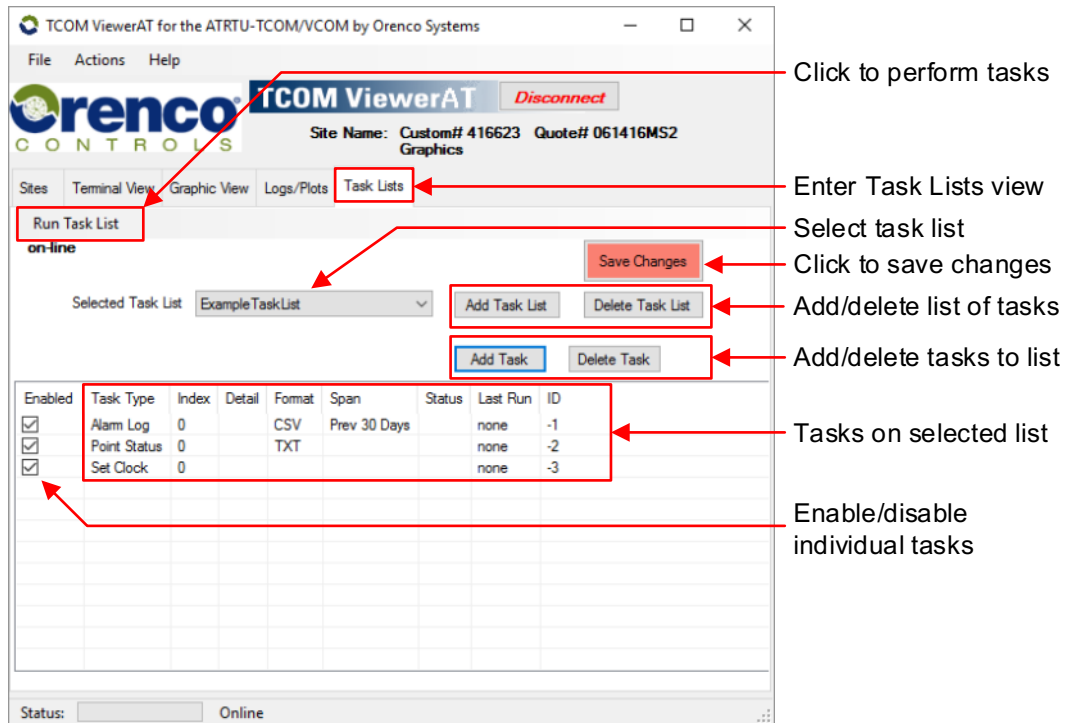 TCOM ViewerAT for the ATRTU-TCOM/VCOM by Orenco Systems
File Actions Help
Click to perform tasks
Orenco
CONTROLS
TCOM ViewerAT
Disconnect
Site Name: Custom# 416623 Quote# 061416MS2
Graphics
Sites Terminal View Graphic View Logs/Plots Task Lists
Enter Task Lists view
Run Task List
Select task list
on-line
Save Changes
Click to save changes
Selected Task List ExampleTaskList
Add Task List Delete Task List
Add/delete list of tasks
Add Task Delete Task
Add/delete tasks to list
Enabled Task Type Index Detail Format Span Status Last Run ID
Alarm Log 0 CSV Prev 30 Days none -1
Point Status 0 TXT none -2
Set Clock 0 none -3
Tasks on selected list
Enable/disable
individual tasks
Status: Online